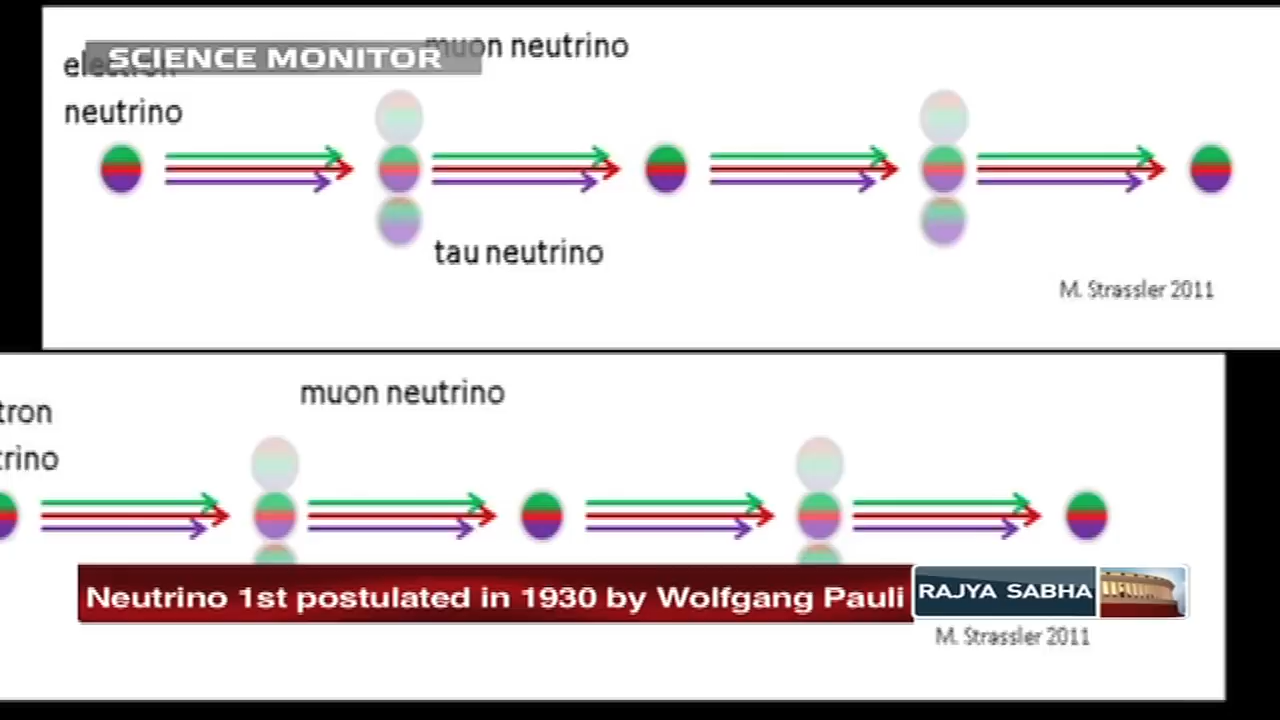 SCIENCE MONITOR
muon neutrino
electron
neutrino
tau neutrino
M. Strassler 2011
muon neutrino
tron
trino
Neutrino 1st postulated in 1930 by Wolfgang Pauli
RAJYA SABHA
M. Strassler 2011